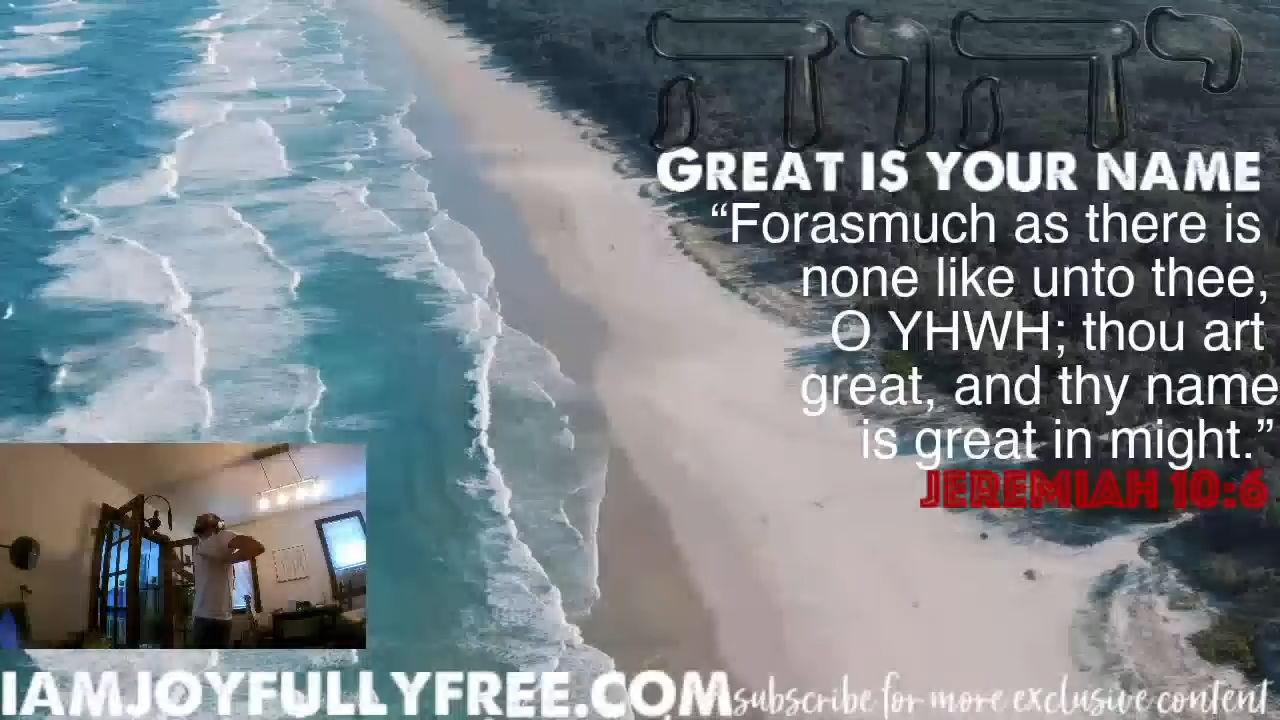 יהוה
GREAT IS YOUR NAME
“Forasmuch as there is
none like unto thee,
O YHWH; thou art
great, and thy name
is great in might.”
JEREMIAH 10:6
IAMJOYFULLYFREE.COM subscribe for more exclusive content